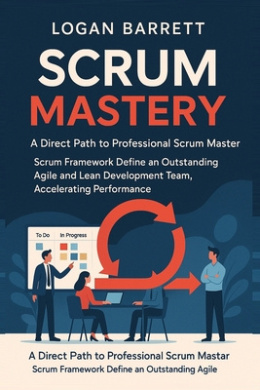 LOGAN BARRETT
SCRUM
MASTERY
A Direct Path to Professional Scrum Master
Scrum Framework Define an Outstanding
Agile and Lean Development Team,
Accelerating Performance
To Do In Progress
A Direct Path to Professional Scrum Mastar
Scrum Framework Define an Outstanding Agile